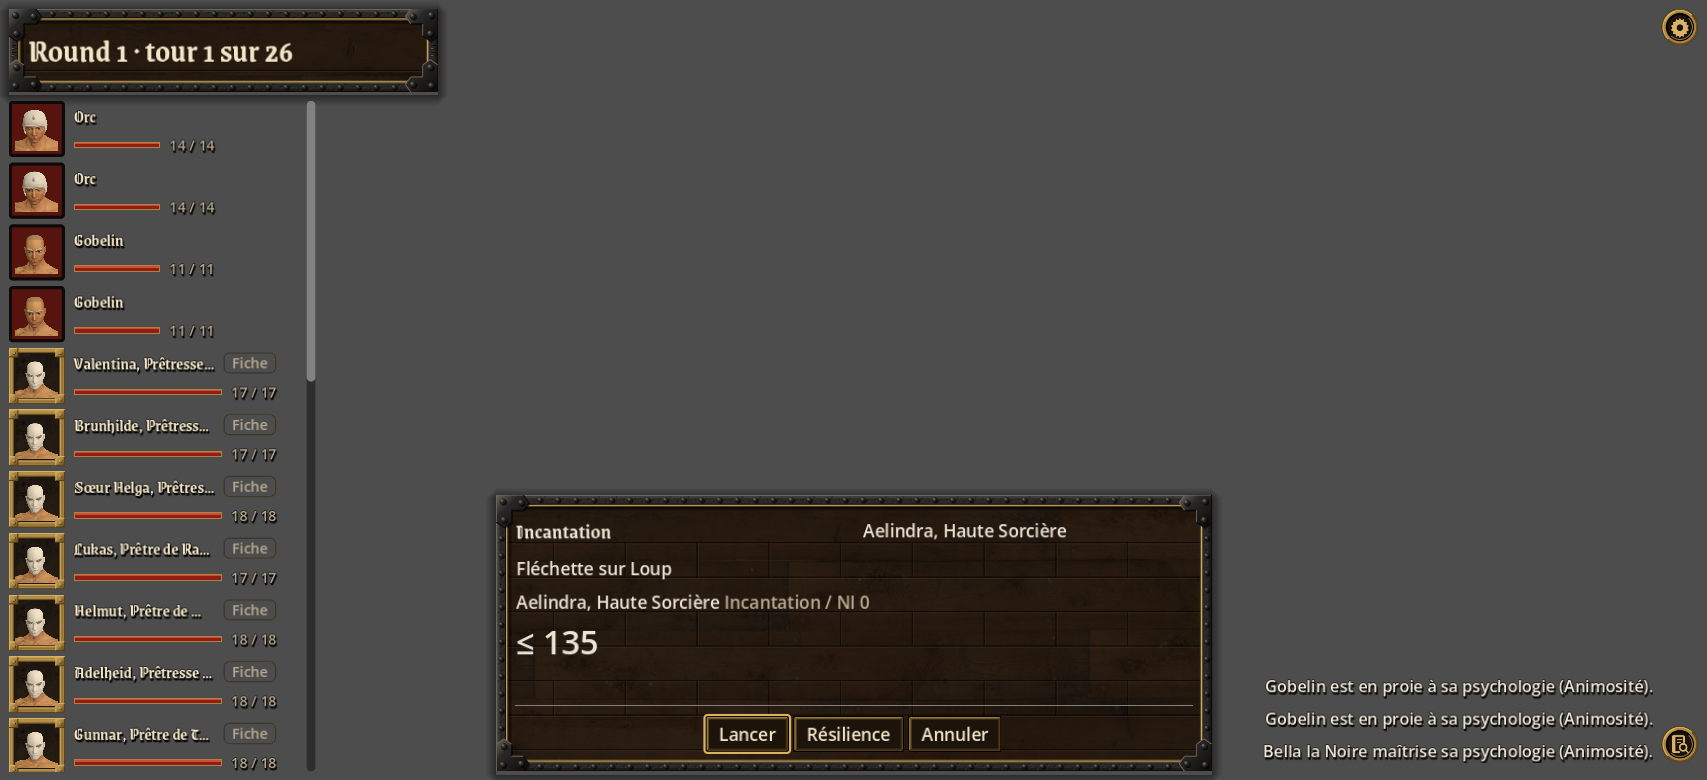 Round 1 · tour 1 sur 26
Orc
14 / 14
Orc
14 / 14
Gobelin
11 / 11
Gobelin
11 / 11
Valentina, Prêtresse... Fiche
17 / 17
Brunhilde, Prêtress... Fiche
17 / 17
Sœur Helga, Prêtres... Fiche
18 / 18
Lukas, Prêtre de Ra... Fiche
17 / 17
Helmut, Prêtre de ... Fiche
18 / 18
Adelheid, Prêtresse ... Fiche
18 / 18
Gunnar, Prêtre de T... Fiche
18 / 18
Incantation Aelindra, Haute Sorcière
Fléchette sur Loup
Aelindra, Haute Sorcière Incantation / NI 0
≤ 135
Lancer Résilience Annuler
Gobelin est en proie à sa psychologie (Animosité).
Gobelin est en proie à sa psychologie (Animosité).
Bella la Noire maîtrise sa psychologie (Animosité).